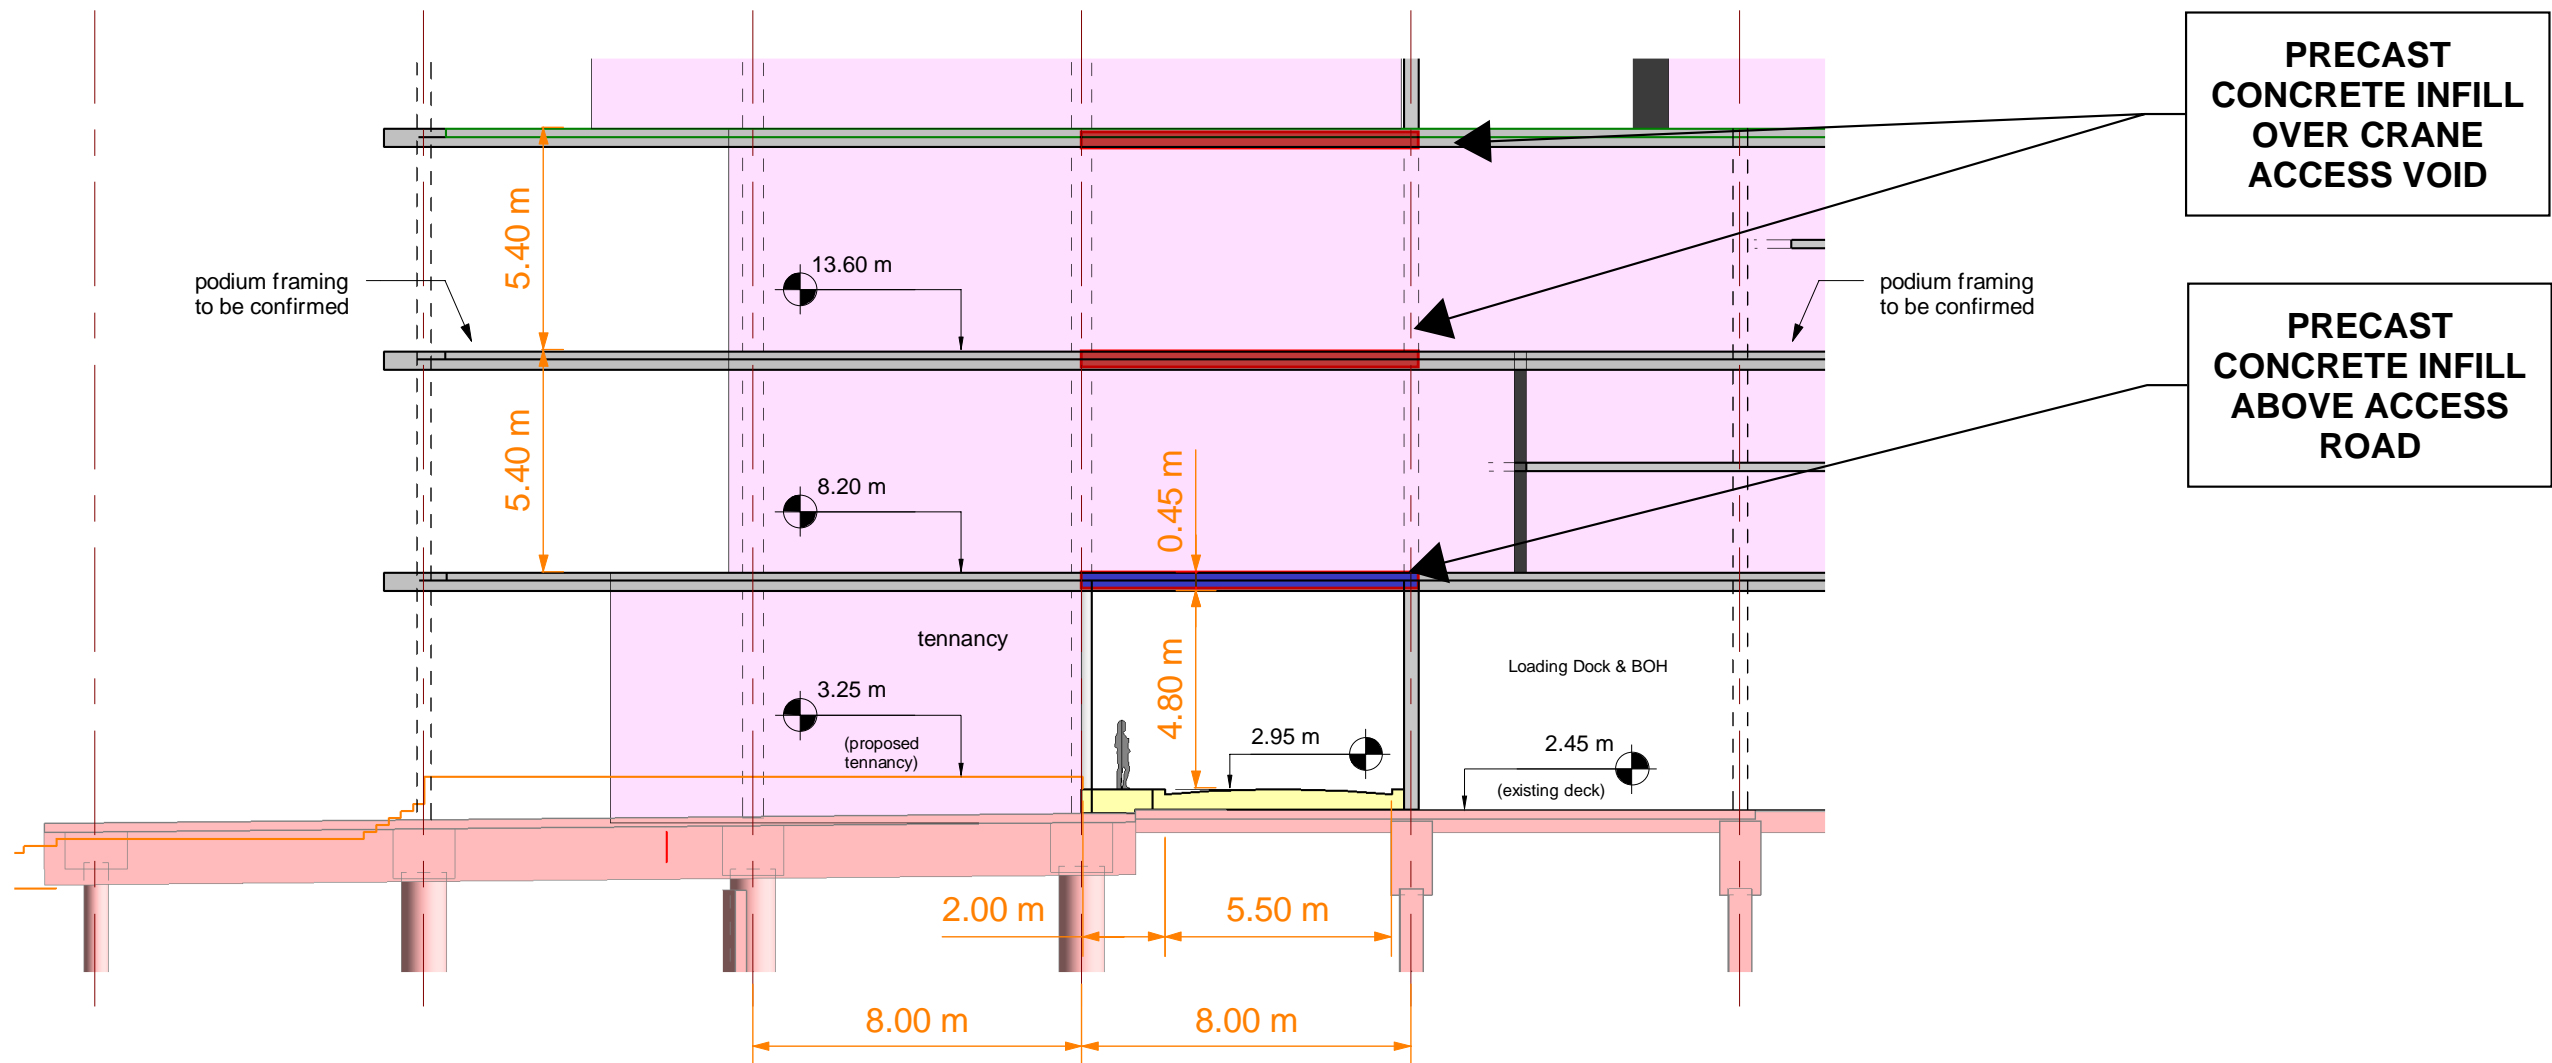 PRECAST
CONCRETE INFILL
OVER CRANE
ACCESS VOID
5.40 m
13.60 m
podium framing
to be confirmed
podium framing
to be confirmed
PRECAST
CONCRETE INFILL
ABOVE ACCESS
ROAD
5.40 m
8.20 m
0.45 m
tennancy
4.80 m
Loading Dock & BOH
3.25 m
(proposed
tennancy)
2.95 m
2.45 m
(existing deck)
2.00 m
5.50 m
8.00 m
8.00 m